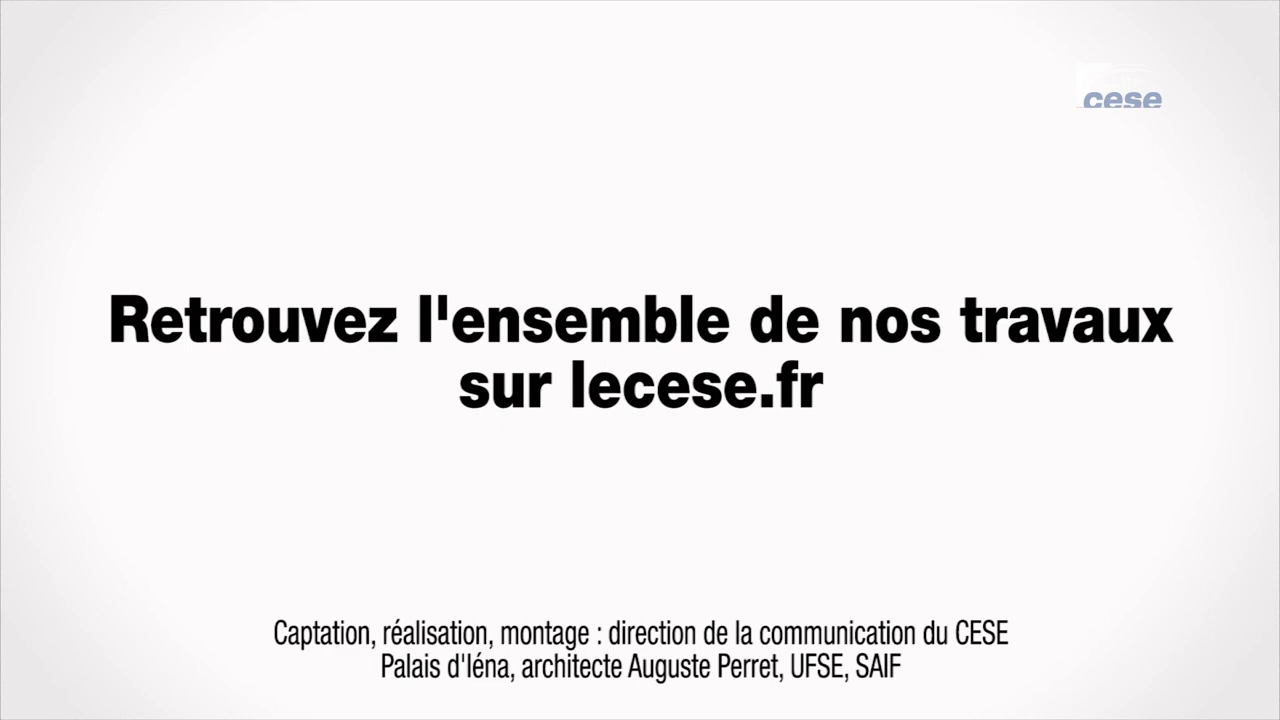 cese
Retrouvez l'ensemble de nos travaux
sur lecese.fr
Captation, réalisation, montage : direction de la communication du CESE
Palais d'Iéna, architecte Auguste Perret, UFSE, SAIF